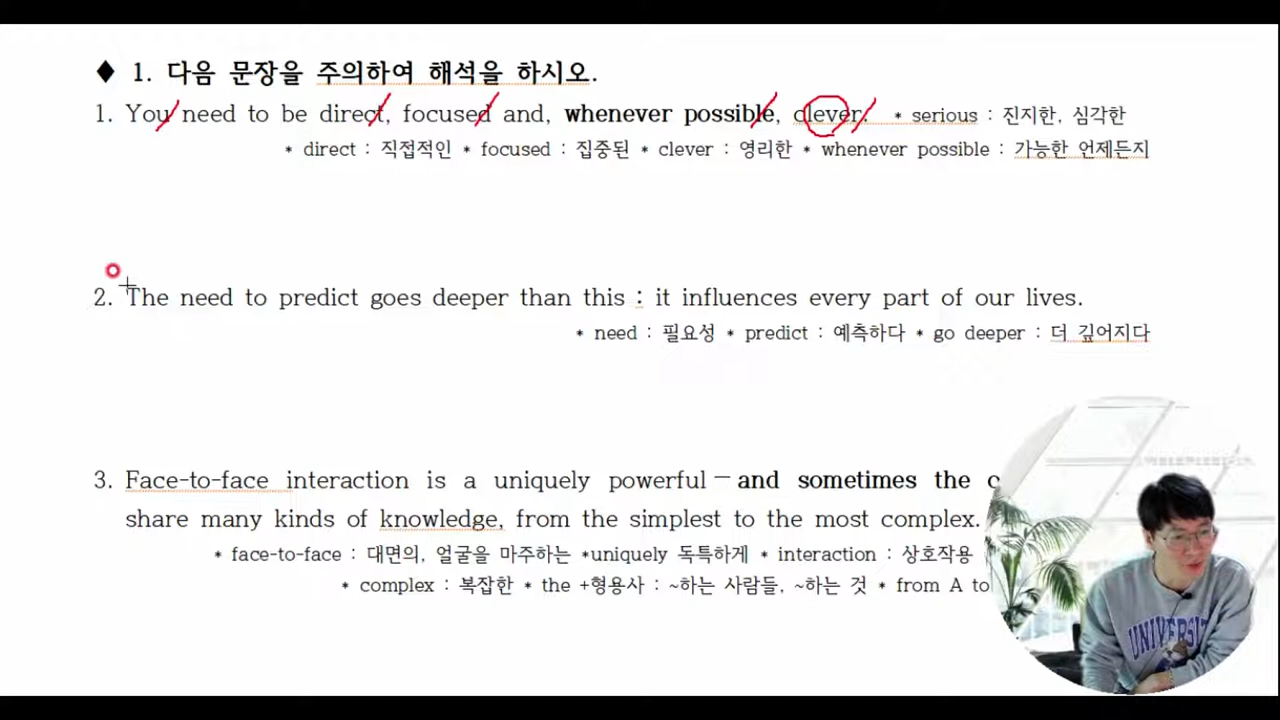 ◆ 1. 다음 문장을 주의하여 해석을 하시오.
1. You need to be direct, focused and, whenever possible, clever. * serious : 진지한, 심각한
* direct : 직접적인 * focused : 집중된 * clever : 영리한 * whenever possible : 가능한 언제든지
2. The need to predict goes deeper than this : it influences every part of our lives.
* need : 필요성 * predict : 예측하다 * go deeper : 더 깊어지다
3. Face-to-face interaction is a uniquely powerful ─ and sometimes the
share many kinds of knowledge, from the simplest to the most complex.
* face-to-face : 대면의, 얼굴을 마주하는 *uniquely 독특하게 * interaction : 상호작용
* complex : 복잡한 * the +형용사 : ~하는 사람들, ~하는 것 * from A to
UNIVERSI